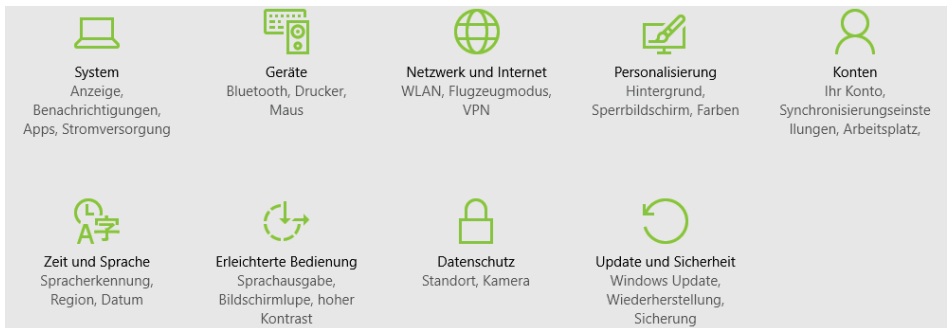 System
Anzeige,
Benachrichtigungen,
Apps, Stromversorgung
Geräte
Bluetooth, Drucker,
Maus
Netzwerk und Internet
WLAN, Flugzeugmodus,
VPN
Personalisierung
Hintergrund,
Sperrbildschirm, Farben
Konten
Ihr Konto,
Synchronisierungseinste
llungen, Arbeitsplatz,
A字
Zeit und Sprache
Spracherkennung,
Region, Datum
Erleichterte Bedienung
Sprachausgabe,
Bildschirmlupe, hoher
Kontrast
Datenschutz
Standort, Kamera
Update und Sicherheit
Windows Update,
Wiederherstellung,
Sicherung